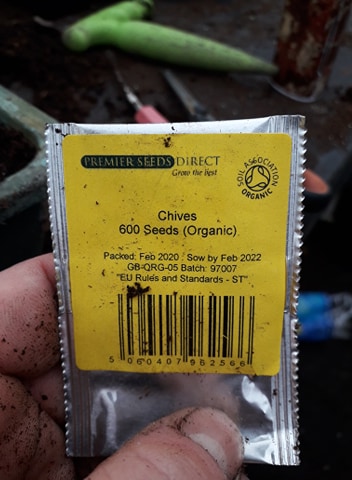 PREMIER SEEDS DIRECT
Grow the best
SOIL ASSOCIATION
ORGANIC
Chives
600 Seeds (Organic)
Packed: Feb 2020 Sow by Feb 2022
GB-QRG-05 Batch: 97007
"EU Rules and Standards - ST"
5 060407 982566